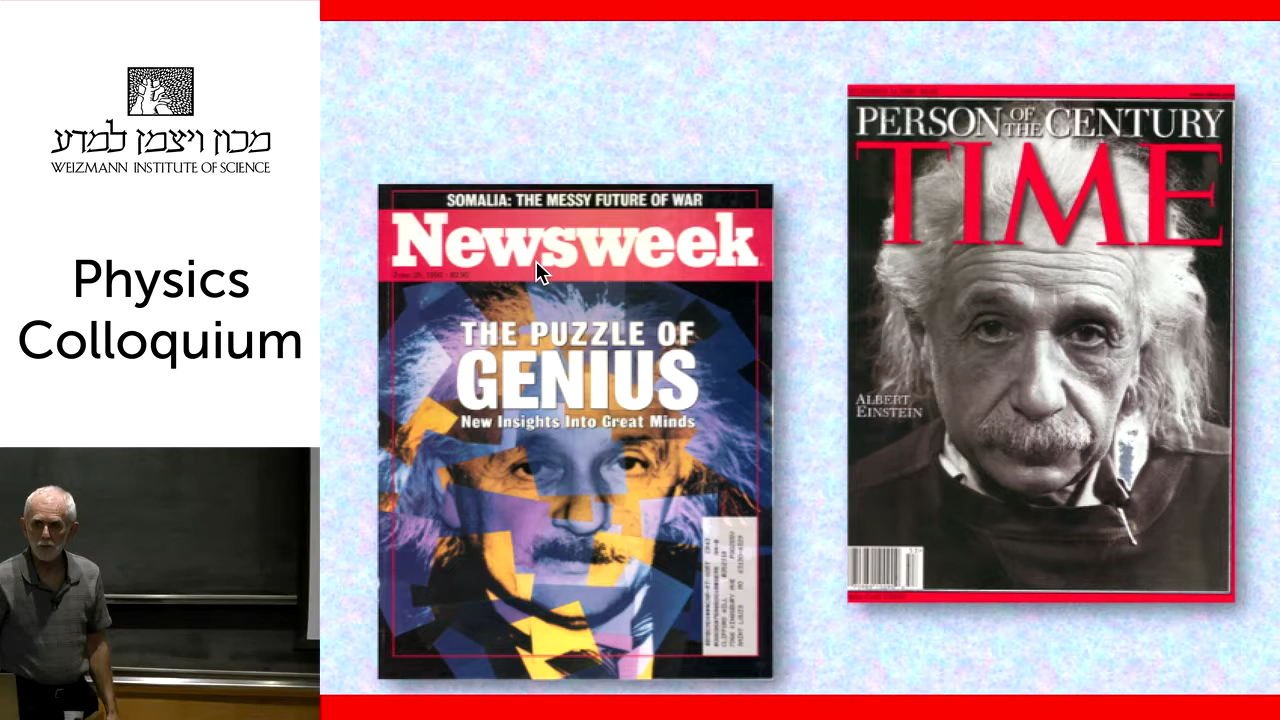 מכון ויצמן למדע
WEIZMANN INSTITUTE OF SCIENCE
Physics
Colloquium
SOMALIA: THE MESSY FUTURE OF WAR
Newsweek
THE PUZZLE OF
GENIUS
New Insights Into Great Minds
PERSON OF THE CENTURY
TIME
ALBERT
EINSTEIN